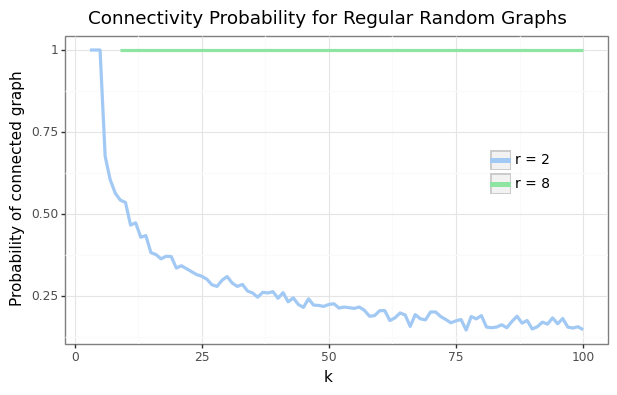 Connectivity Probability for Regular Random Graphs
Probability of connected graph
1
0.75
0.50
0.25
r = 2
r = 8
0
25
50
75
100
k